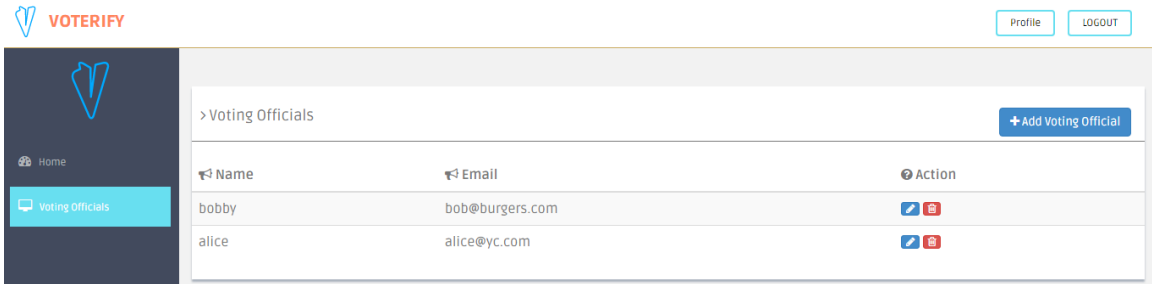 VOTERIFY
Profile LOGOUT
> Voting Officials
+ Add Voting Official
Home
Name Email Action
Voting Officials
bobby bob@burgers.com
alice alice@yc.com